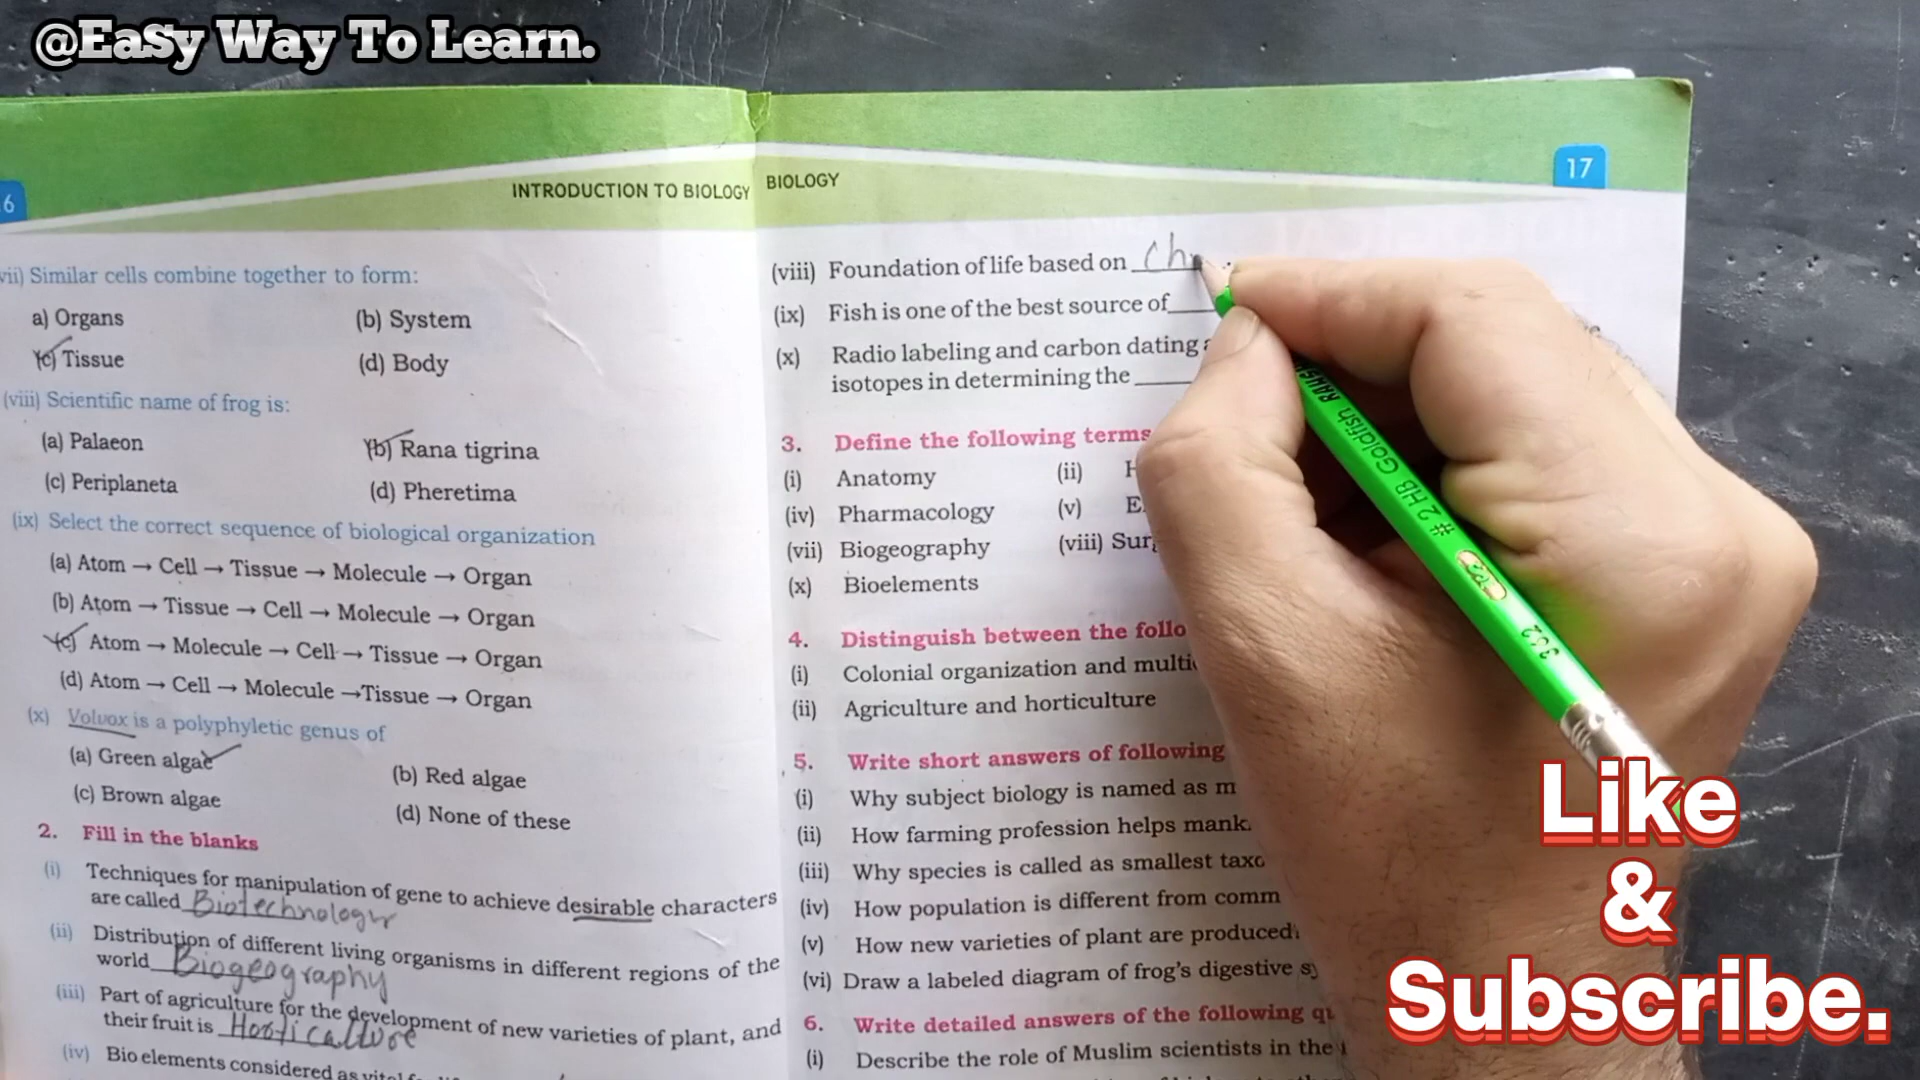 @EaSy Way To Learn.
6
INTRODUCTION TO BIOLOGY
vii) Similar cells combine together to form:
a) Organs
(b) System
(c) Tissue
(d) Body
(viii) Scientific name of frog is:
(a) Palaeon
(b) Rana tigrina
(c) Periplaneta
(d) Pheretima
(ix) Select the correct sequence of biological organization
(a) Atom → Cell → Tissue → Molecule → Organ
(b) Atom → Tissue → Cell → Molecule → Organ
(c) Atom → Molecule → Cell → Tissue → Organ
(d) Atom → Cell → Molecule →Tissue → Organ
(x) Volvox is a polyphyletic genus of
(a) Green algae
(b) Red algae
(c) Brown algae
(d) None of these
2. Fill in the blanks
(i) Techniques for manipulation of gene to achieve desirable characters
are called Biotechnology
(ii) Distribution of different living organisms in different regions of the
world Biogeography
(iii) Part of agriculture for the development of new varieties of plant, and
their fruit is Horticulture
(iv) Bio elements considered as
BIOLOGY
17
(viii) Foundation of life based on
(ix) Fish is one of the best source of
(x) Radio labeling and carbon dating
isotopes in determining the
3. Define the following terms
(i) Anatomy
(ii)
(iv) Pharmacology
(v)
(vii) Biogeography
(viii)
(x) Bioelements
4. Distinguish between the
(i) Colonial organization and
(ii) Agriculture and horticulture
5. Write short answers of following
(i) Why subject biology is named as
(ii) How farming profession helps
(iii) Why species is called as smallest
(iv) How population is different from
(v) How new varieties of plant are produced
(vi) Draw a labeled diagram of frog's digestive
6. Write detailed answers of the following
(i) Describe the role of Muslim scientists in the
Goldfish
# 2 HB
332
Like
&
Subscribe.